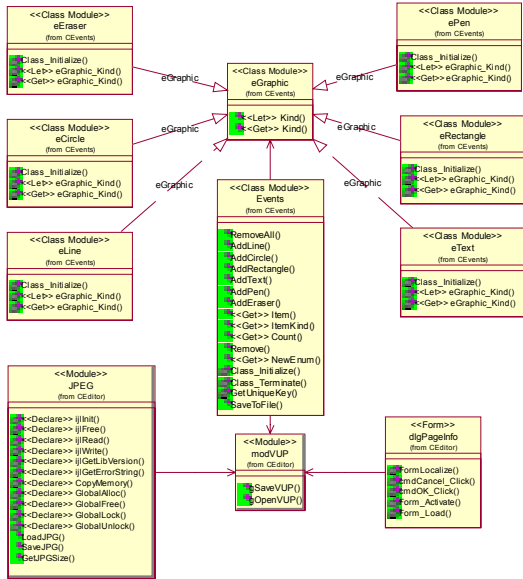 <<Class Module>>
eEraser
(from CEvents)
Class_Initialize()
<<Let>> eGraphic_Kind()
<<Get>> eGraphic_Kind()
<<Class Module>>
ePen
(from CEvents)
Class_Initialize()
<<Let>> eGraphic_Kind()
<<Get>> eGraphic_Kind()
eGraphic
eGraphic
<<Class Module>>
eGraphic
(from CEvents)
<<Let>> Kind()
<<Get>> Kind()
<<Class Module>>
eCircle
(from CEvents)
Class_Initialize()
<<Let>> eGraphic_Kind()
<<Get>> eGraphic_Kind()
eGraphic
eGraphic
<<Class Module>>
eRectangle
(from CEvents)
Class_Initialize()
<<Let>> eGraphic_Kind()
<<Get>> eGraphic_Kind()
eGraphic
eGraphic
<<Class Module>>
eLine
(from CEvents)
Class_Initialize()
<<Let>> eGraphic_Kind()
<<Get>> eGraphic_Kind()
<<Class Module>>
Events
(from CEvents)
RemoveAll()
AddLine()
AddCircle()
AddRectangle()
AddText()
AddPen()
AddEraser()
<<Get>> Item()
<<Get>> ItemKind()
<<Get>> Count()
Remove()
<<Get>> NewEnum()
Class_Initialize()
Class_Terminate()
GetUniqueKey()
SaveToFile()
<<Class Module>>
eText
(from CEvents)
Class_Initialize()
<<Let>> eGraphic_Kind()
<<Get>> eGraphic_Kind()
<<Module>>
JPEG
(from CEditor)
<<Declare>> ijlInit()
<<Declare>> ijlFree()
<<Declare>> ijlRead()
<<Declare>> ijlWrite()
<<Declare>> ijlGetLibVersion()
<<Declare>> ijlGetErrorString()
<<Declare>> CopyMemory()
<<Declare>> GlobalAlloc()
<<Declare>> GlobalFree()
<<Declare>> GlobalLock()
<<Declare>> GlobalUnlock()
LoadJPG()
SaveJPG()
GetJPGSize()
<<Module>>
modVUP
(from CEditor)
gSaveVUP()
gOpenVUP()
<<Form>>
dlgPageInfo
(from CEditor)
FormLocalize()
cmdCancel_Click()
cmdOK_Click()
Form_Activate()
Form_Load()